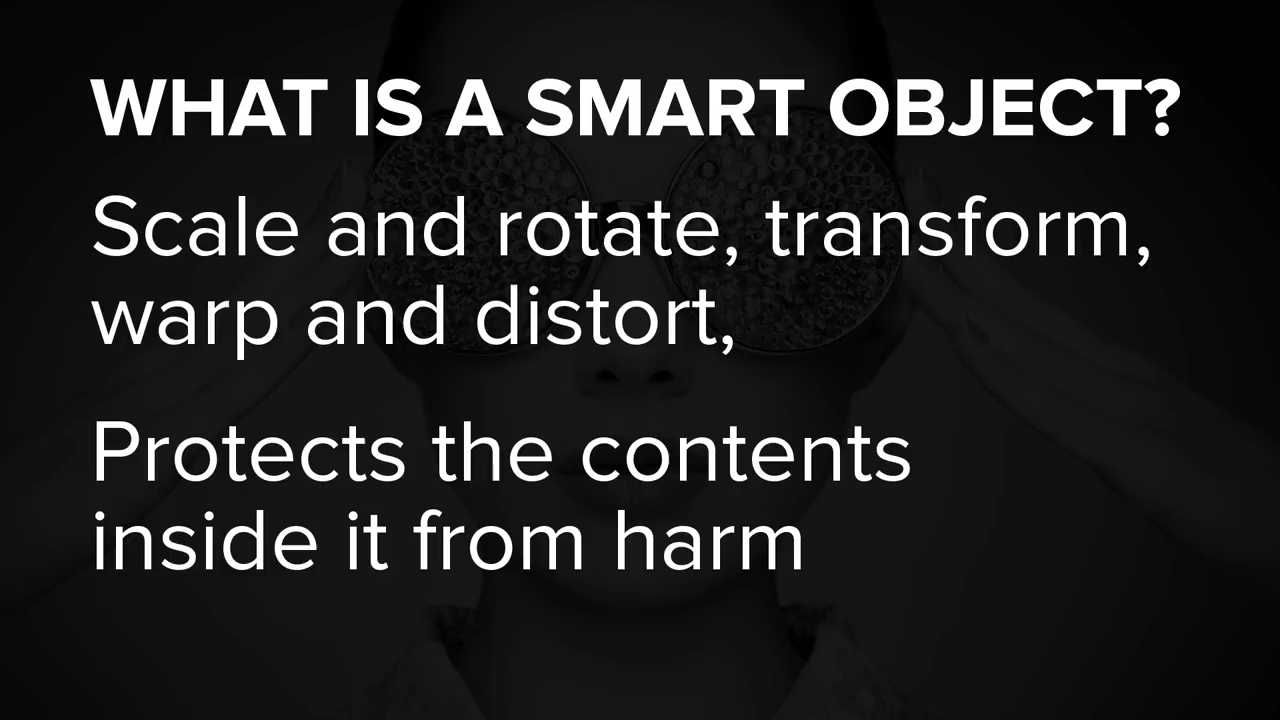 WHAT IS A SMART OBJECT?
Scale and rotate, transform,
warp and distort,
Protects the contents
inside it from harm